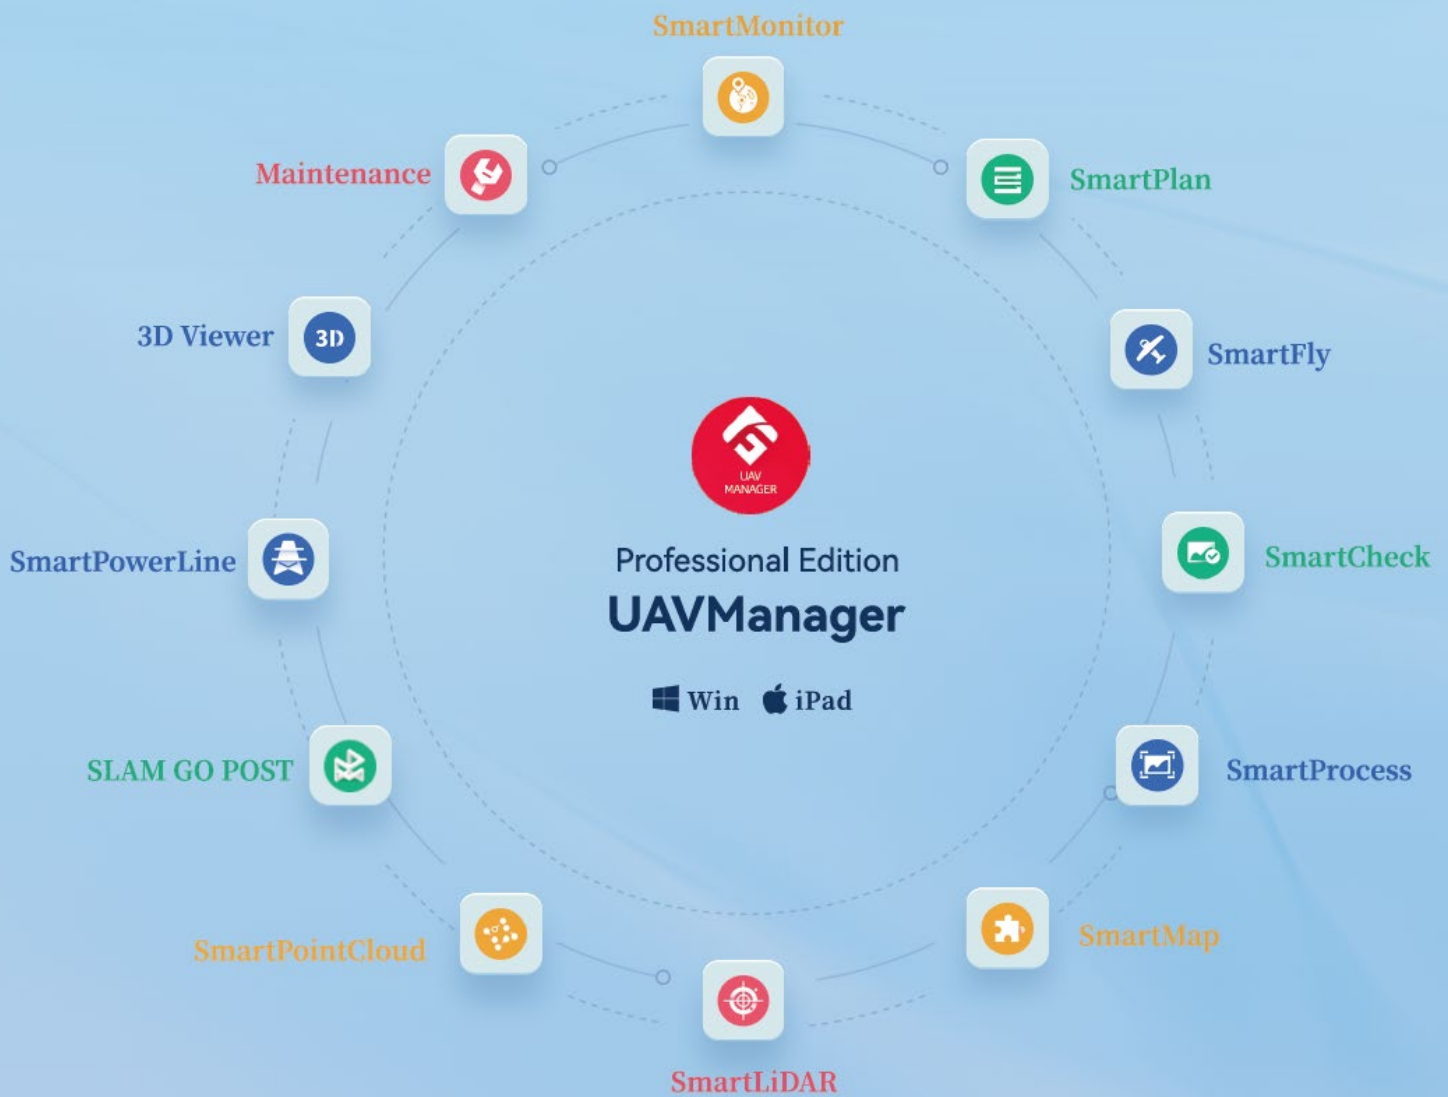 SmartMonitor
Maintenance
SmartPlan
3D Viewer
3D
SmartFly
UAV
MANAGER
Professional Edition
UAVManager
SmartPowerLine
SmartCheck
Win iPad
SLAM GO POST
SmartProcess
SmartPointCloud
SmartMap
SmartLiDAR